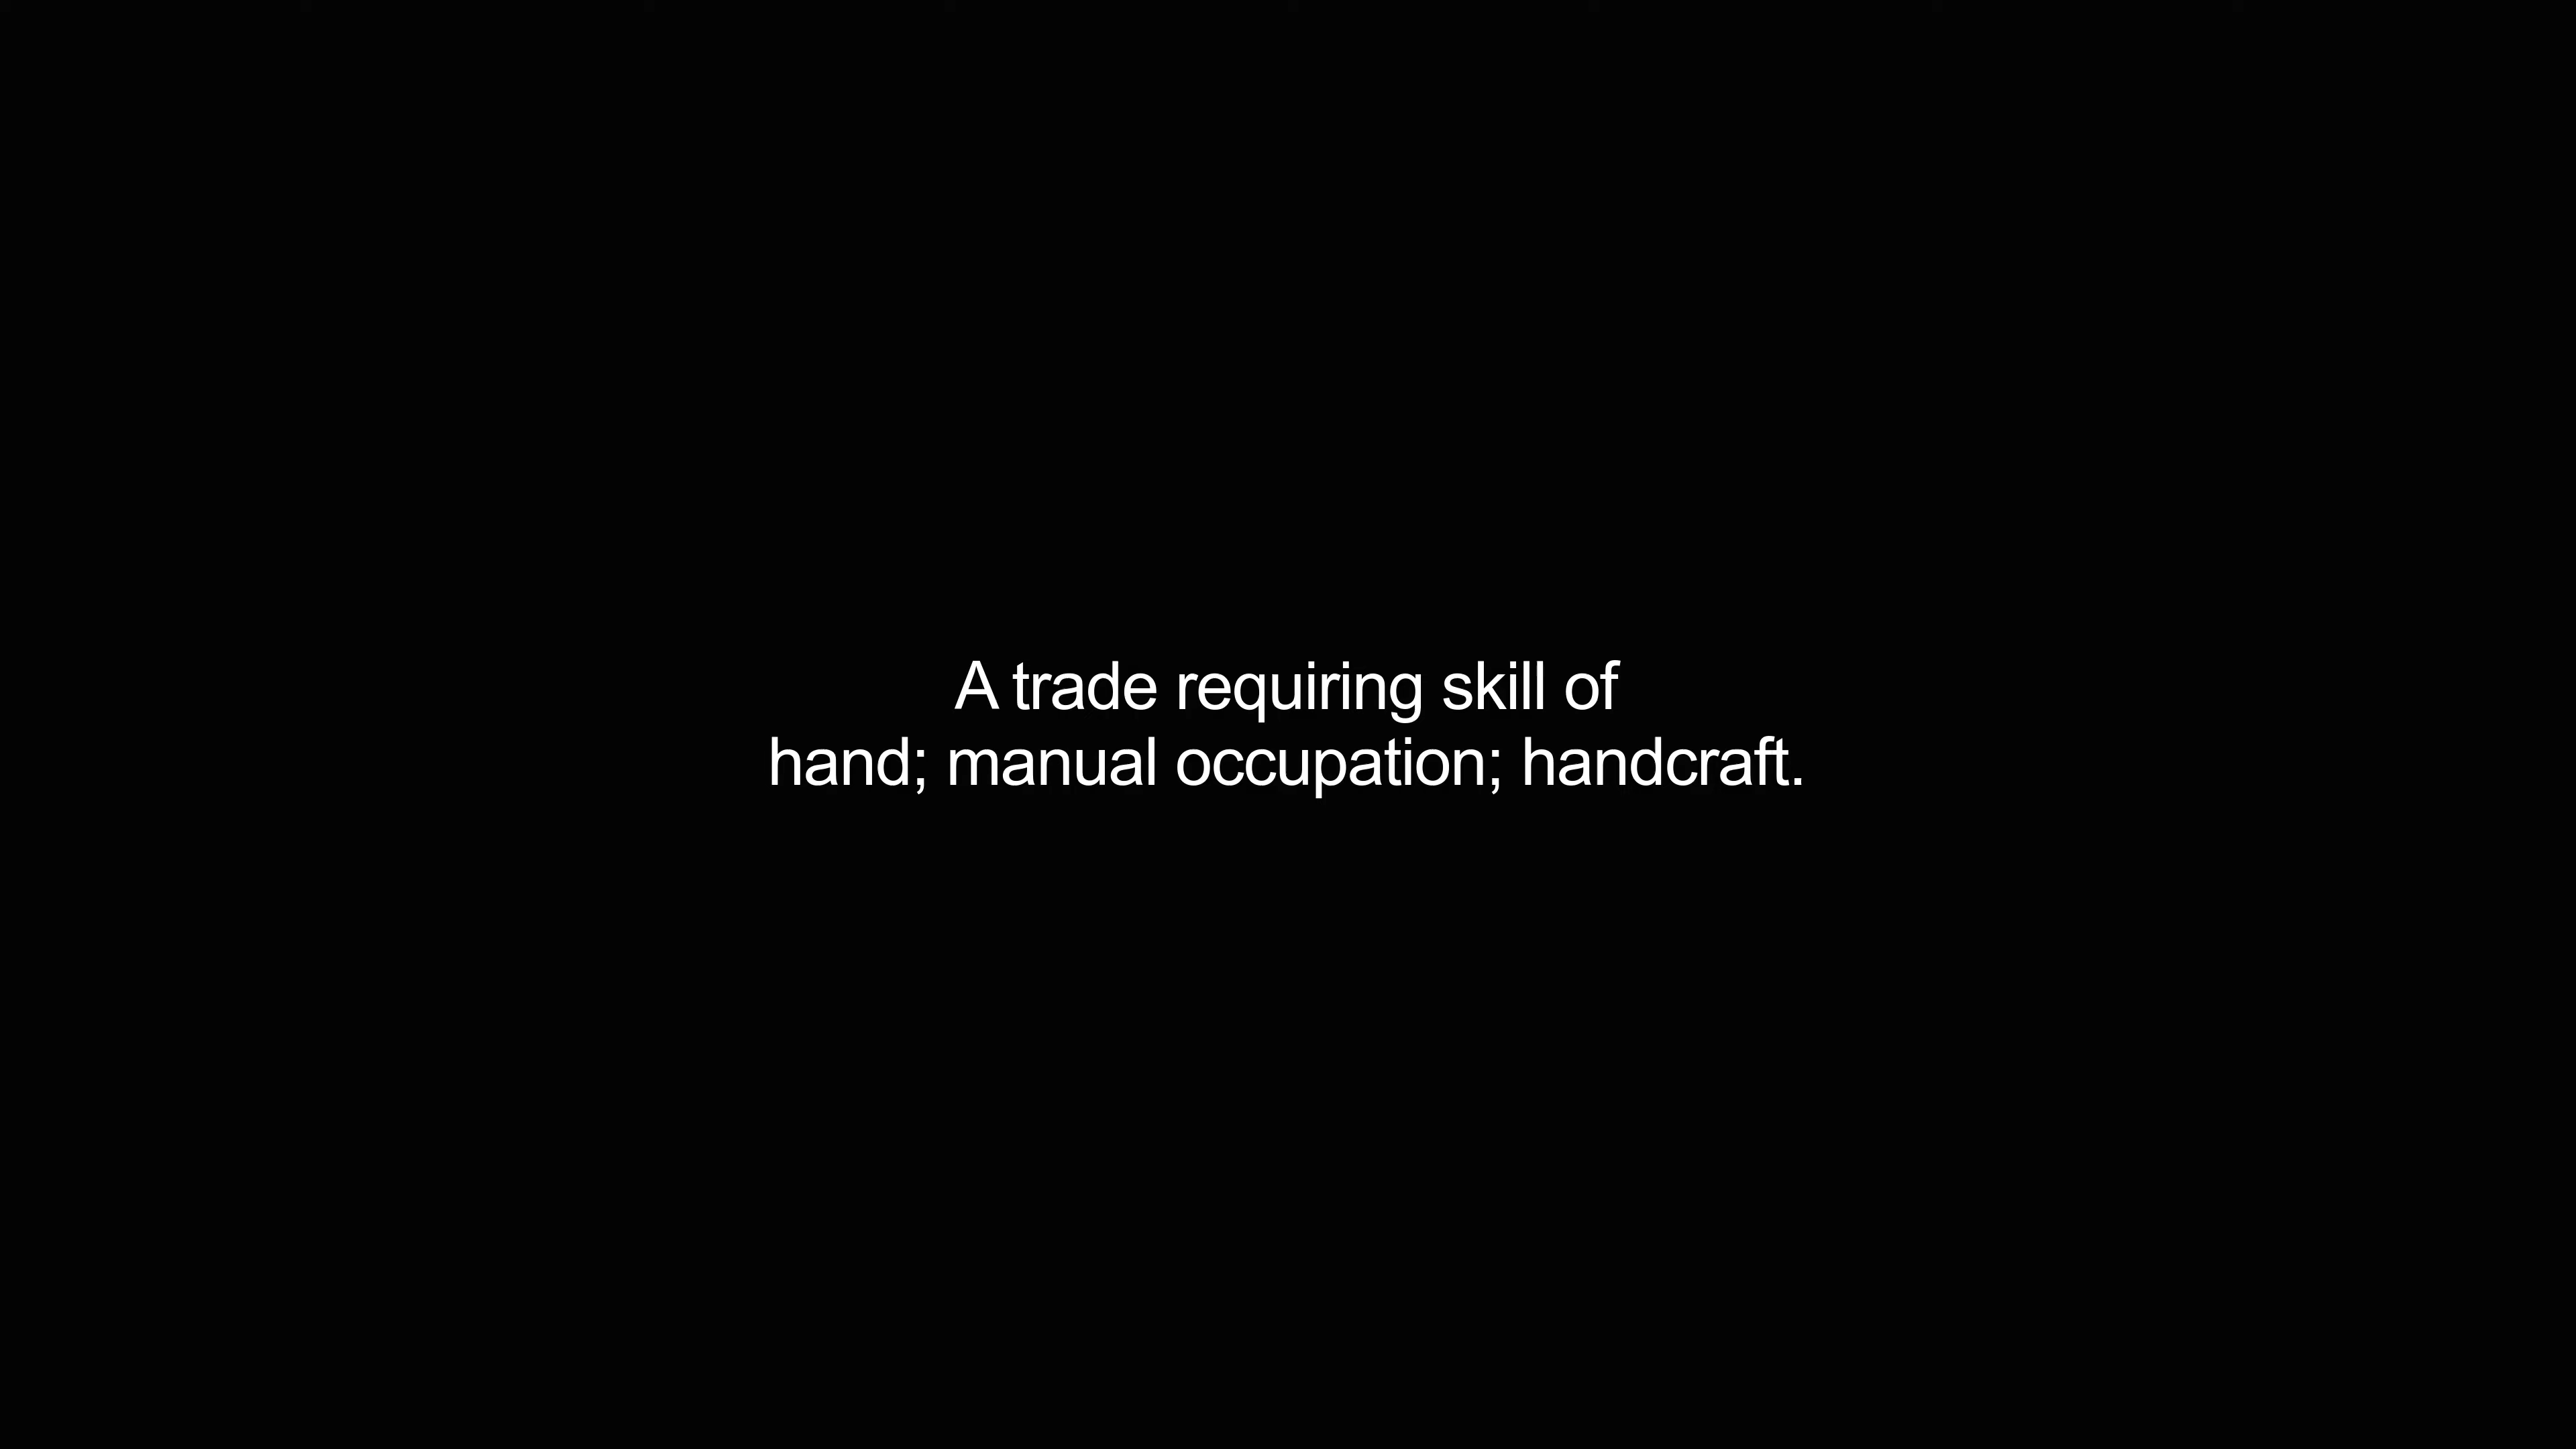 A trade requiring skill of
hand; manual occupation; handcraft.